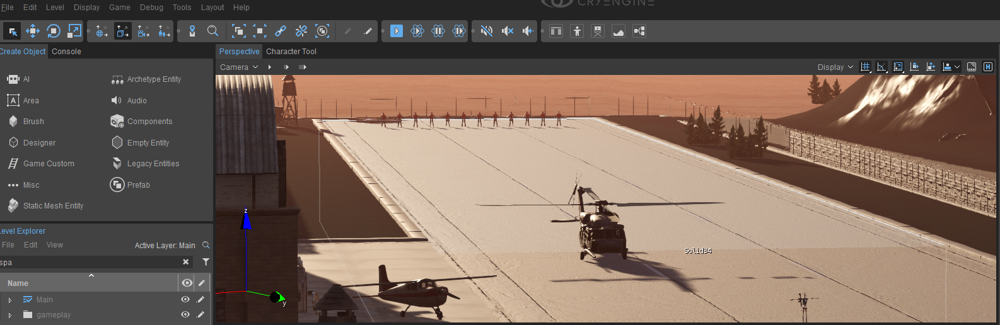 CRYENGINE
File Edit Level Display Game Debug Tools Layout Help
Create Object Console
Perspective Character Tool
Camera
Display
AI
Archetype Entity
Area
Audio
Brush
Components
Designer
Empty Entity
Game Custom
Legacy Entities
Misc
Prefab
Static Mesh Entity
Level Explorer
File Edit View Active Layer: Main
spa
Name
Main
gameplay
z
y
Solid34